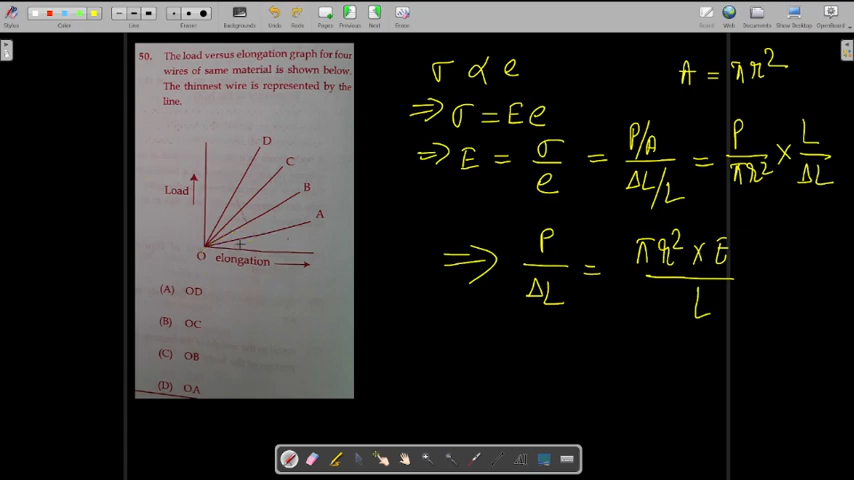 Stylus
Color
Line
Eraser
Backgrounds
Undo
Redo
Pages
Previous
Next
Erase
Board
Web
Documents
Show Desktop
OpenBoard
50. The load versus elongation graph for four
wires of same material is shown below.
The thinnest wire is represented by the
line.
D
C
B
A
Load
O
elongation
(A) OD
(B) OC
(C) OB
(D) OA
σ ∝ e
A = πr²
⇒ σ = Ee
⇒ E = σ/e = (P/A)/(ΔL/L) = P/πr² × L/ΔL
⇒ P/ΔL = (πr² × E)/L